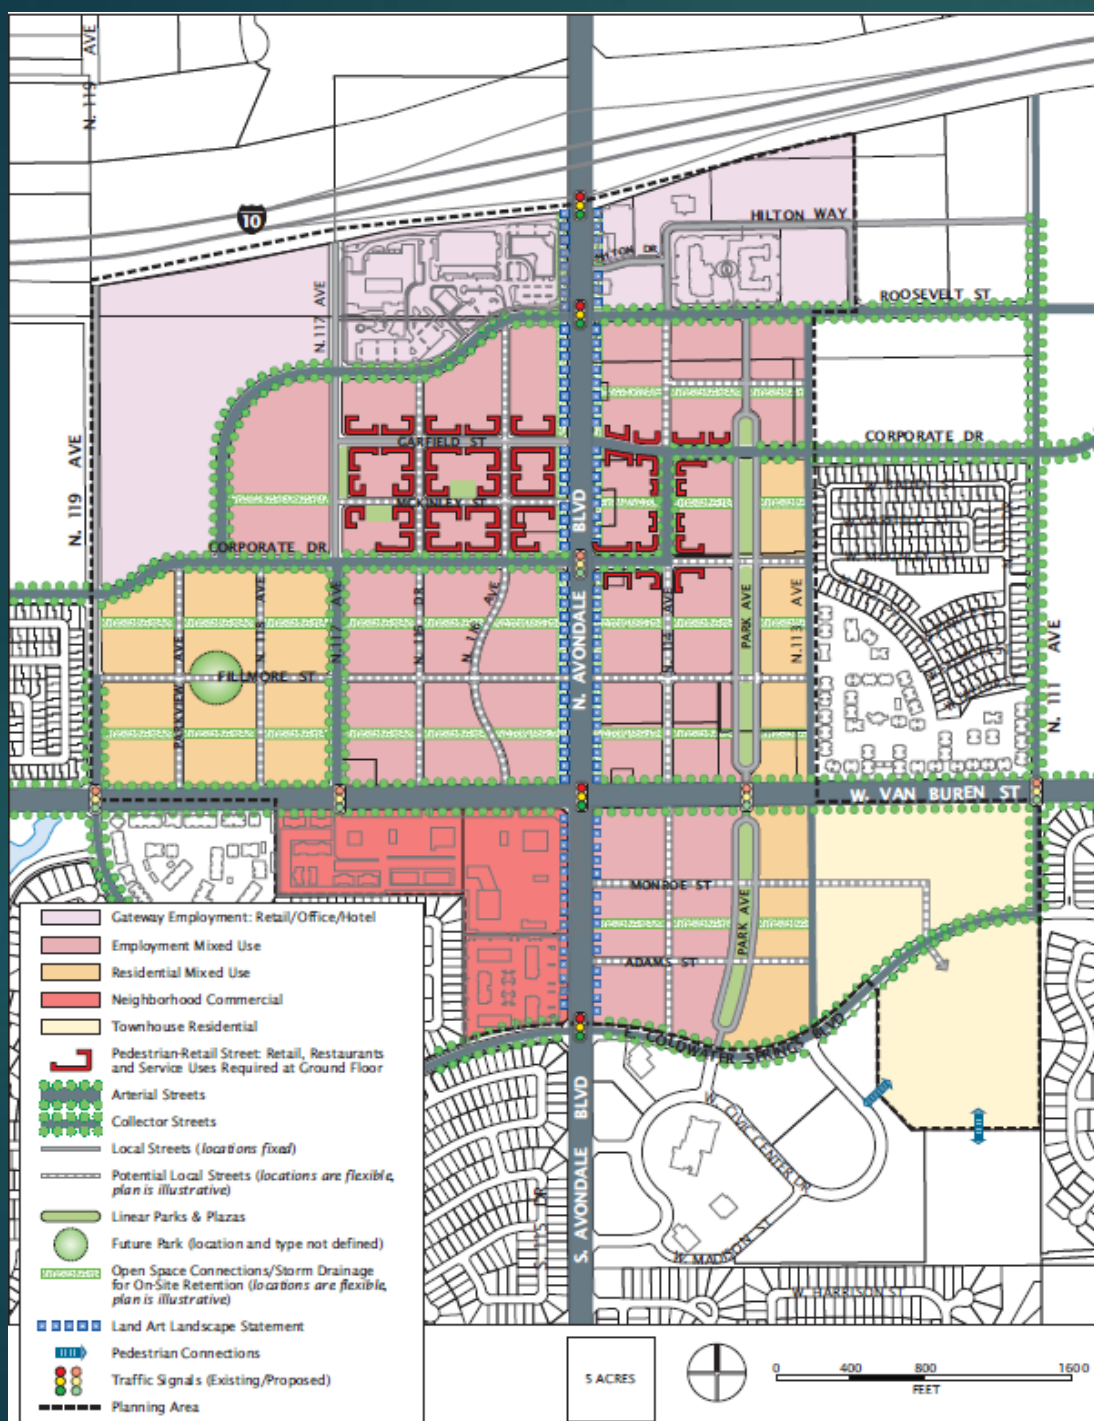 N. 119 AVE
10
HILTON WAY
HILTON DR
ROOSEVELT ST
N. 117 AVE
CORPORATE DR
GARFIELD ST
N. 119 AVE
MCKINLEY ST
N. AVONDALE BLVD
CORPORATE DR
W. MCKINLEY ST
N. 118 AVE
N. 117 AVE
N. 116 DR
N. 116 AVE
N. 114 AVE
PARK AVE
N. 113 AVE
N. 111 AVE
PARKVIEW AVE
FILLMORE ST
W. VAN BUREN ST
MONROE ST
PARK AVE
ADAMS ST
E. COLDWATER SPRINGS BLVD
S. AVONDALE BLVD
S. 115 DR
W. CIVIC CENTER DR
W. MADISON ST
W. HARRISON ST
Gateway Employment: Retail/Office/Hotel
Employment Mixed Use
Residential Mixed Use
Neighborhood Commercial
Townhouse Residential
Pedestrian-Retail Street: Retail, Restaurants
and Service Uses Required at Ground Floor
Arterial Streets
Collector Streets
Local Streets (locations fixed)
Potential Local Streets (locations are flexible,
plan is illustrative)
Linear Parks & Plazas
Future Park (location and type not defined)
Open Space Connections/Storm Drainage
for On-Site Retention (locations are flexible,
plan is illustrative)
Land Art Landscape Statement
Pedestrian Connections
Traffic Signals (Existing/Proposed)
Planning Area
5 ACRES
0 400 800 1600
FEET